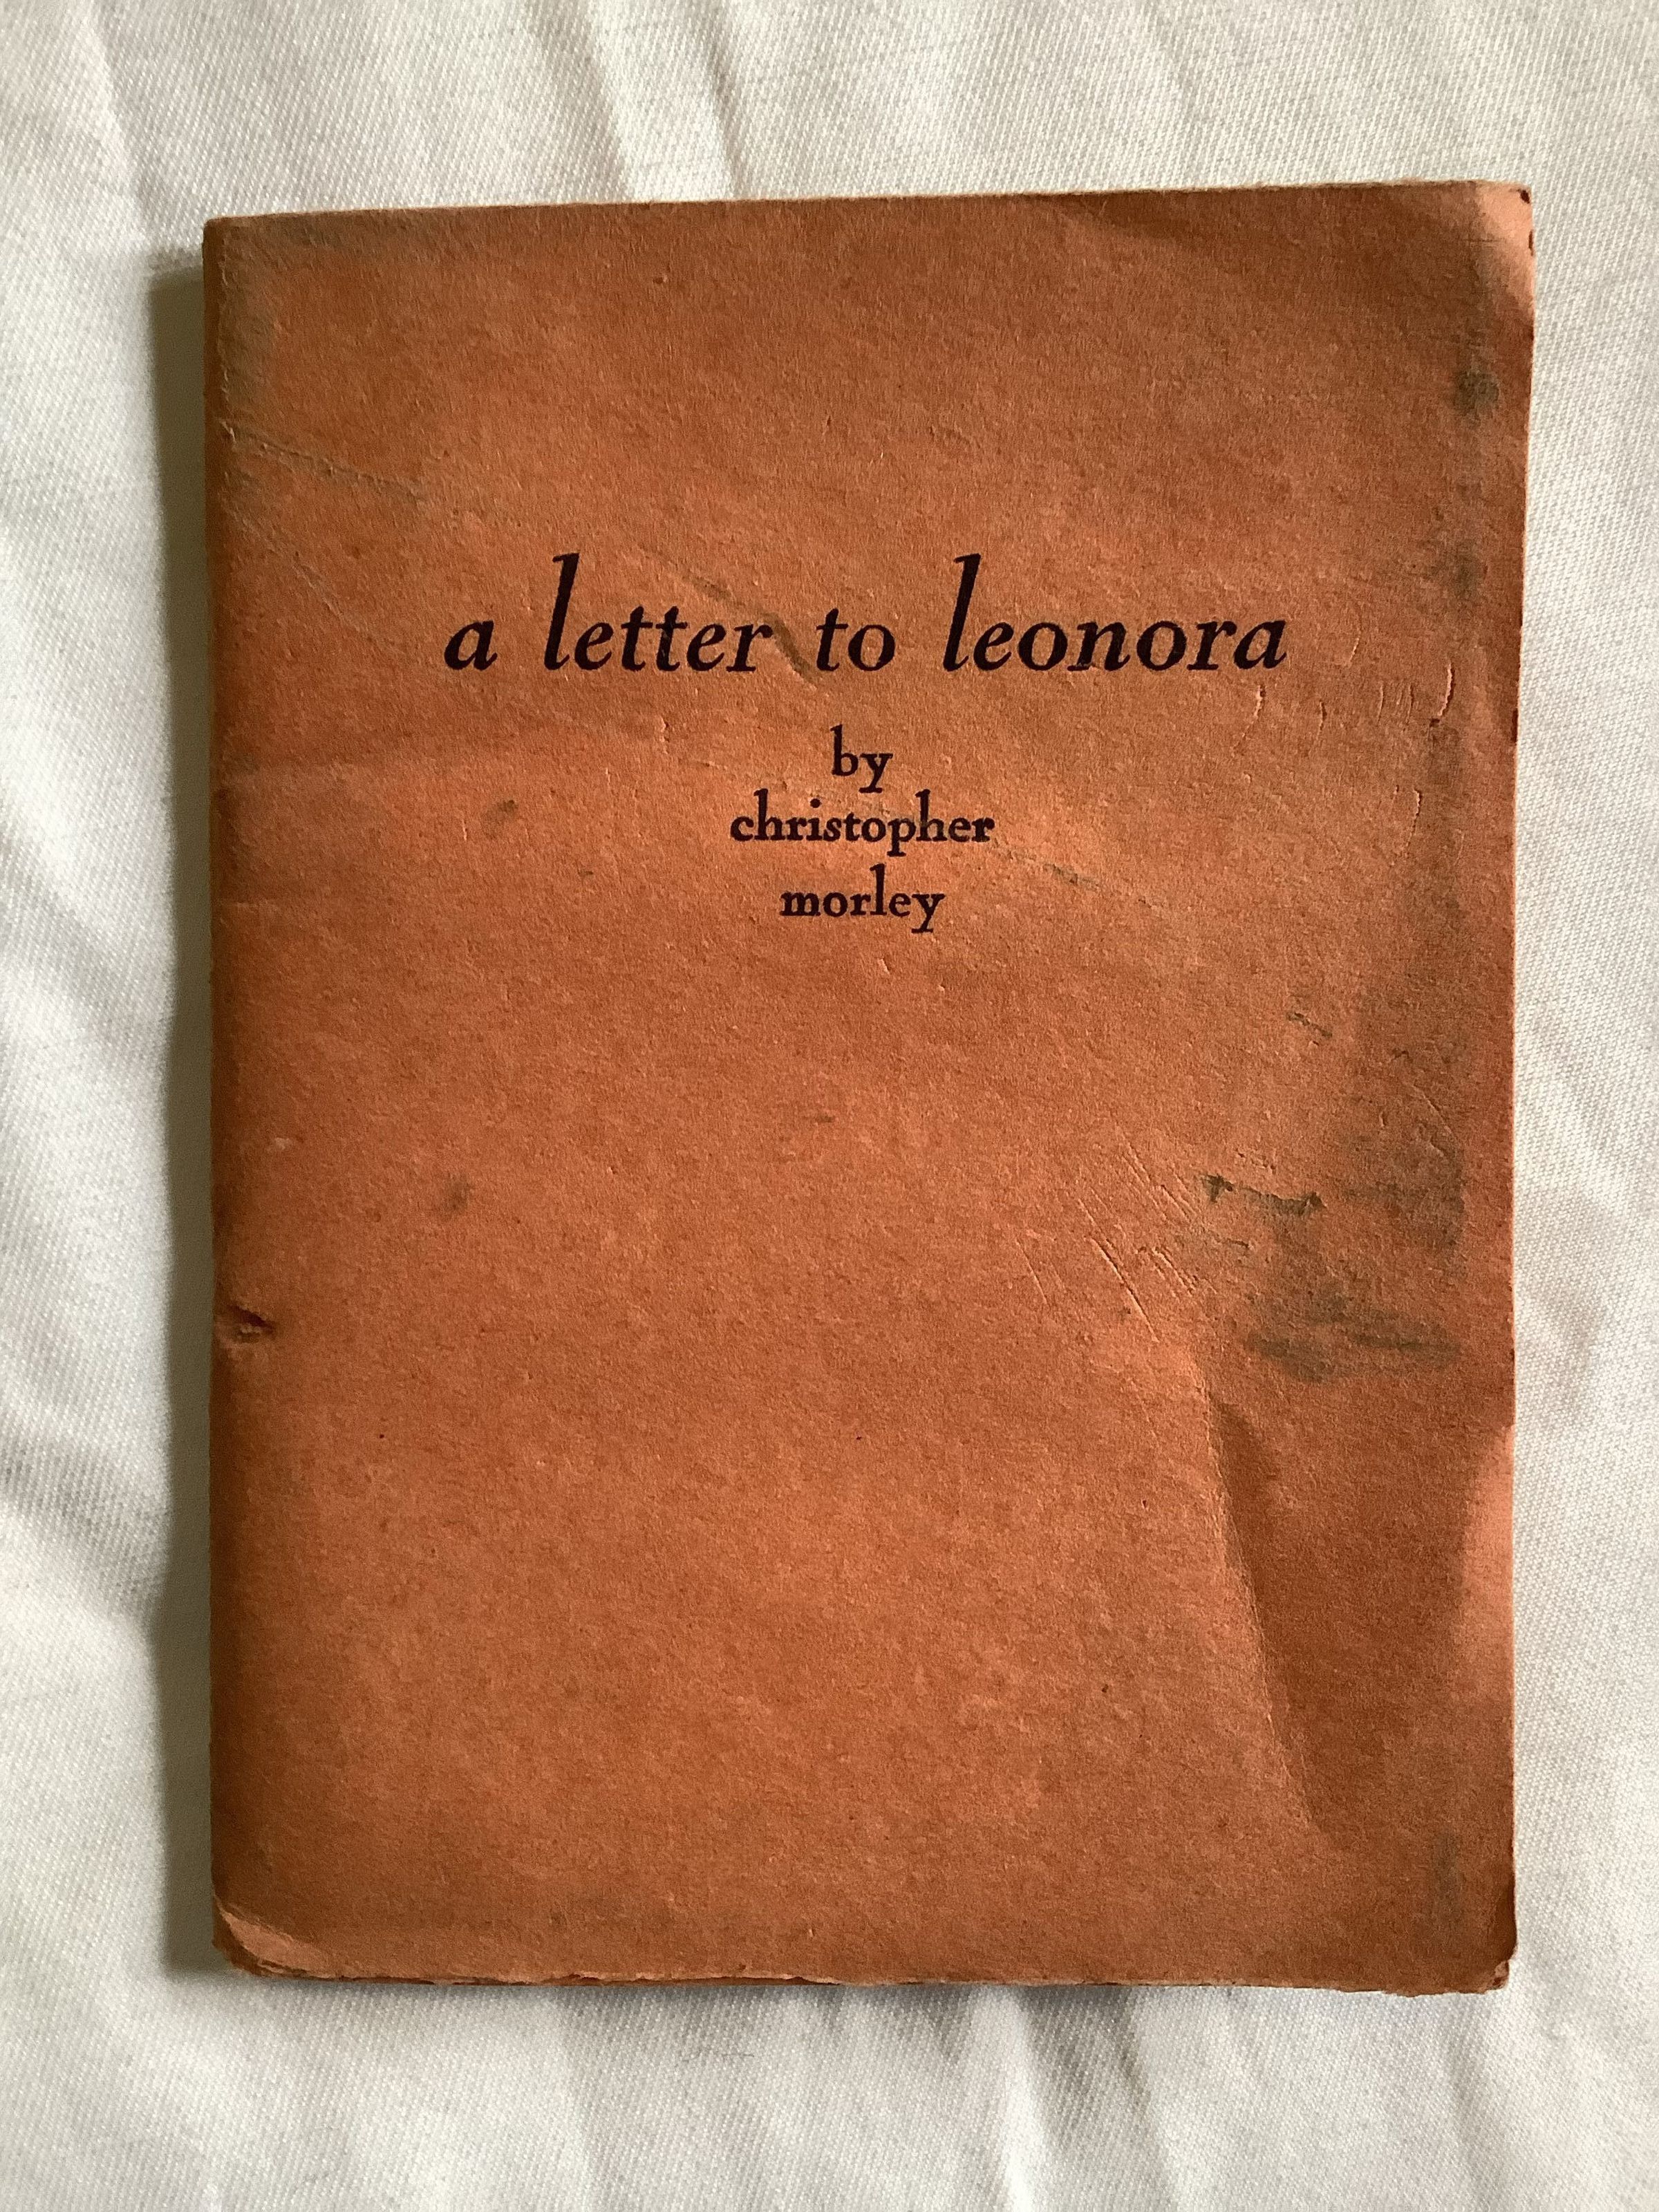 a letter to leonora
by
christopher
morley